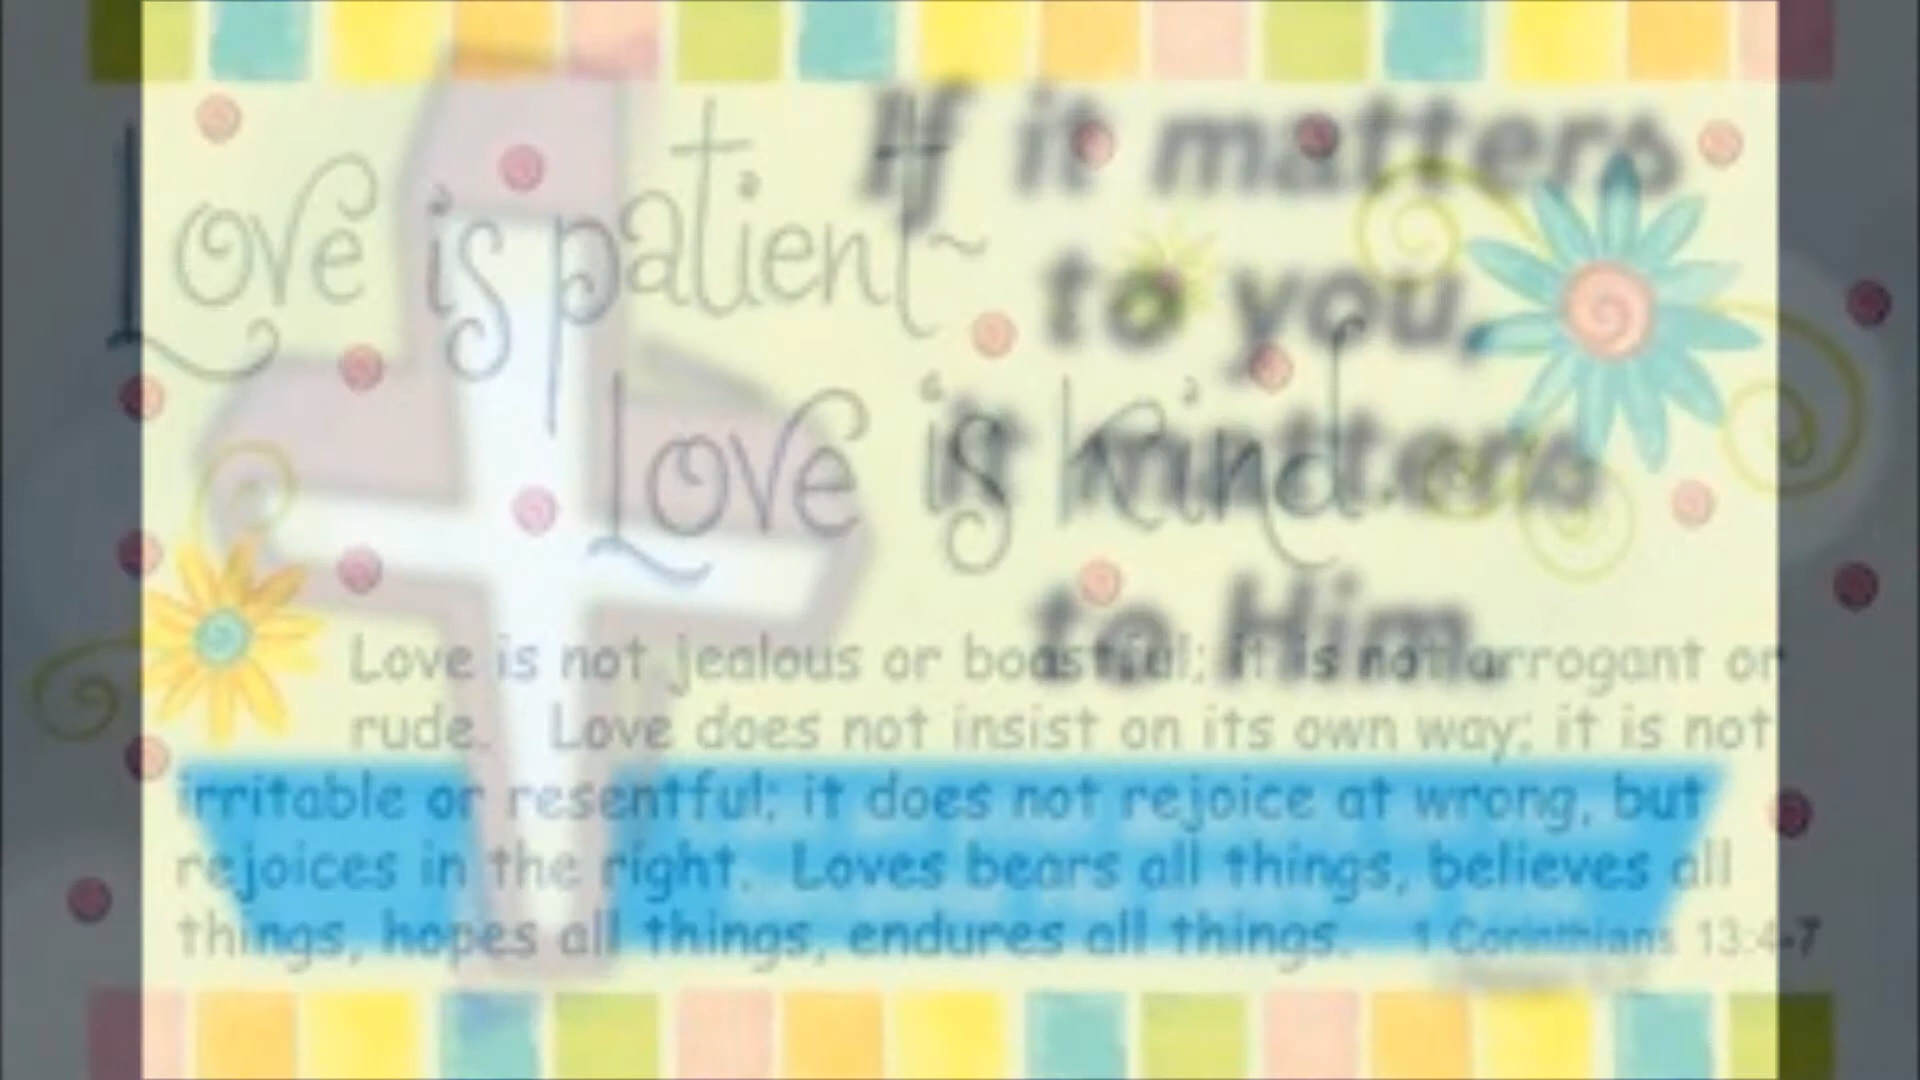 If it matters
to you,
it matters
to Him.
Love is patient~
Love is kind.
Love is not jealous or boastful; it is not arrogant or
rude. Love does not insist on its own way; it is not
irritable or resentful; it does not rejoice at wrong, but
rejoices in the right. Loves bears all things, believes all
things, hopes all things, endures all things. 1 Corinthians 13:4-7